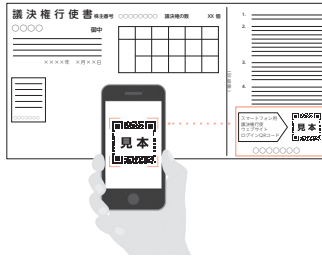 議決権行使書 株主番号 ○○○○○○○○ 議決権の数 XX 個
○○○○ 御中
××××年 ×月××日
○○○○○○○
1.
2.
3.
4.
スマートフォン用
議決権行使
ウェブサイト
ログインQRコード
見本
○○○○○○○
見本